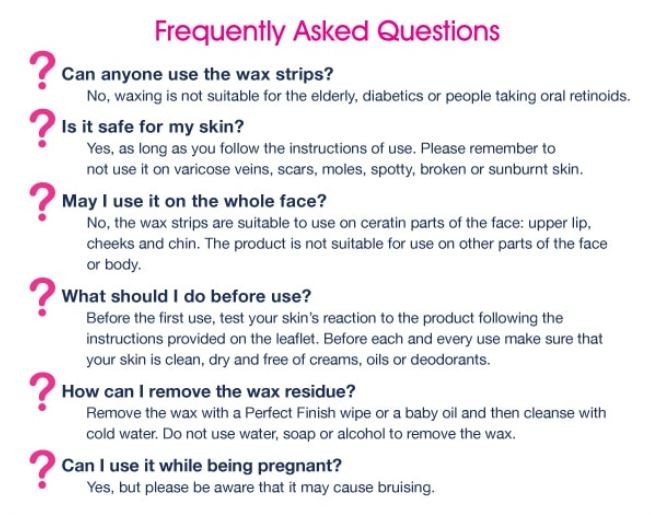 Frequently Asked Questions
? Can anyone use the wax strips?
No, waxing is not suitable for the elderly, diabetics or people taking oral retinoids.
? Is it safe for my skin?
Yes, as long as you follow the instructions of use. Please remember to
not use it on varicose veins, scars, moles, spotty, broken or sunburnt skin.
? May I use it on the whole face?
No, the wax strips are suitable to use on ceratin parts of the face: upper lip,
cheeks and chin. The product is not suitable for use on other parts of the face
or body.
? What should I do before use?
Before the first use, test your skin's reaction to the product following the
instructions provided on the leaflet. Before each and every use make sure that
your skin is clean, dry and free of creams, oils or deodorants.
? How can I remove the wax residue?
Remove the wax with a Perfect Finish wipe or a baby oil and then cleanse with
cold water. Do not use water, soap or alcohol to remove the wax.
? Can I use it while being pregnant?
Yes, but please be aware that it may cause bruising.